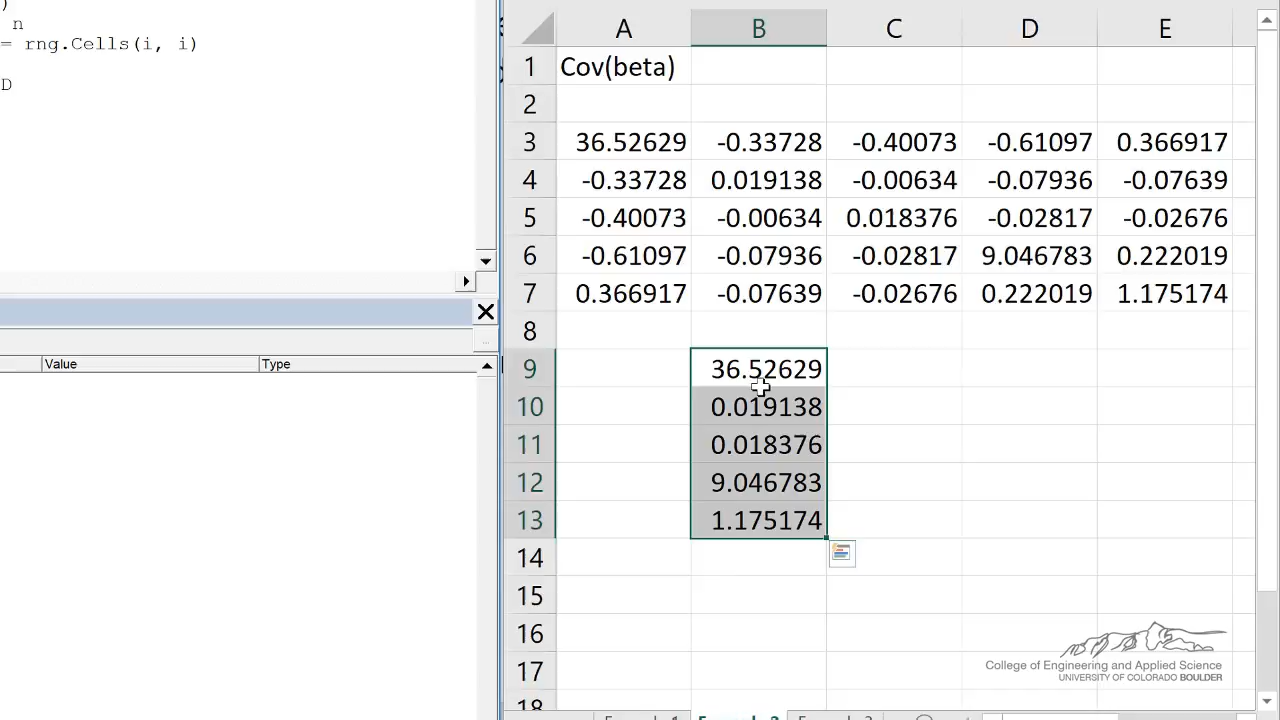 )
n
= rng.Cells(i, i)
D
Value Type
A B C D E
1 Cov(beta)
2
3 36.52629 -0.33728 -0.40073 -0.61097 0.366917
4 -0.33728 0.019138 -0.00634 -0.07936 -0.07639
5 -0.40073 -0.00634 0.018376 -0.02817 -0.02676
6 -0.61097 -0.07936 -0.02817 9.046783 0.222019
7 0.366917 -0.07639 -0.02676 0.222019 1.175174
8
9 36.52629
10 0.019138
11 0.018376
12 9.046783
13 1.175174
14
15
16
17
18
College of Engineering and Applied Science
UNIVERSITY OF COLORADO BOULDER